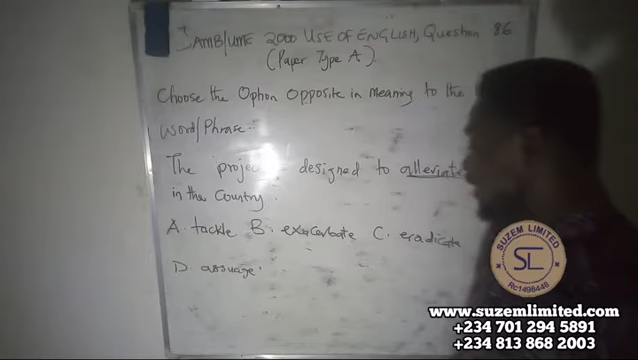 JAMB/UME 2000 USE OF ENGLISH, Question 86
(Paper Type A).
Choose the Option Opposite in Meaning to the
Word/Phrase:
The designed to
in the Country.
A. tackle B. exacerbate C. eradicate
D. assuage.
SUZEM LIMITED
SL
Rc1498448
www.suzemlimited.com
+234 701 294 5891
+234 813 868 2003